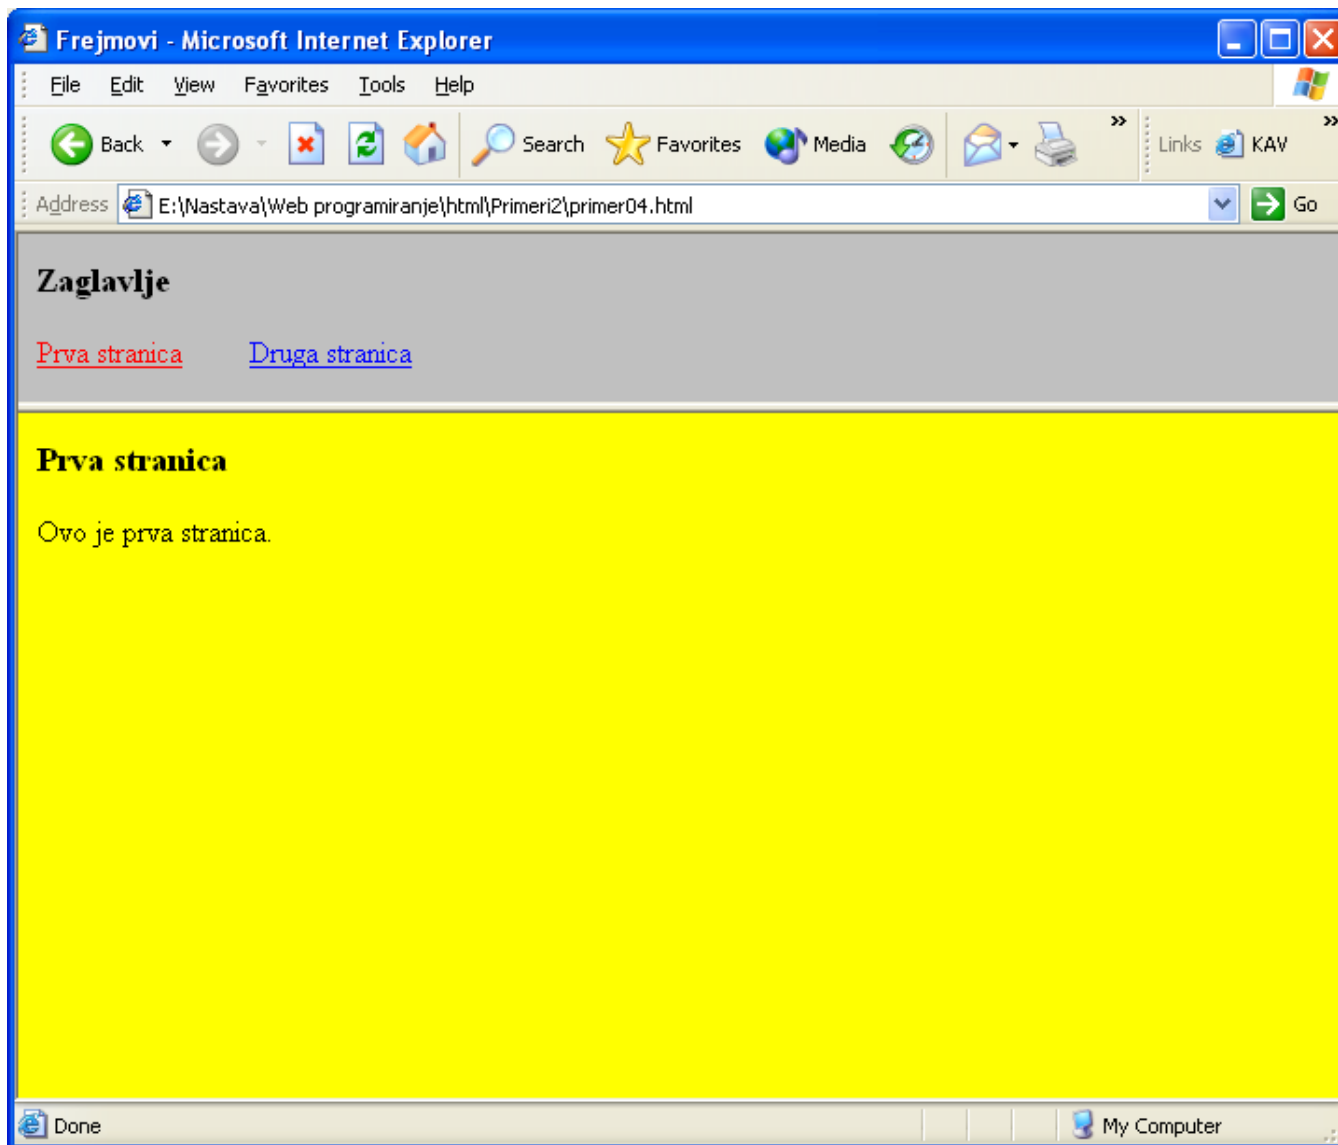 Frejmovi - Microsoft Internet Explorer
File Edit View Favorites Tools Help
Back Search Favorites Media » Links KAV »
Address E:\Nastava\Web programiranje\html\Primeri2\primer04.html Go
Zaglavlje
Prva stranica Druga stranica
Prva stranica
Ovo je prva stranica.
Done My Computer